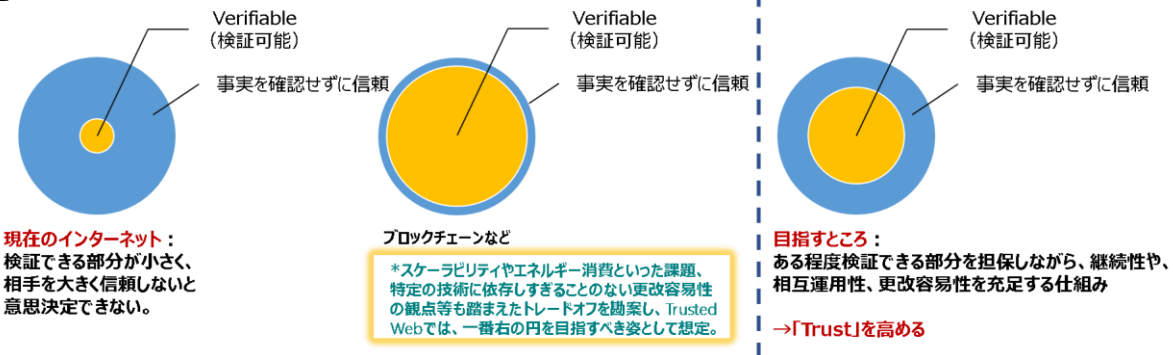 Verifiable
（検証可能）
事実を確認せずに信頼
現在のインターネット：
検証できる部分が小さく、
相手を大きく信頼しないと
意思決定できない。
Verifiable
（検証可能）
事実を確認せずに信頼
ブロックチェーンなど
*スケーラビリティやエネルギー消費といった課題、
特定の技術に依存しすぎることのない更改容易性
の観点等も踏まえたトレードオフを勘案し、Trusted
Webでは、一番右の円を目指すべき姿として想定。
Verifiable
（検証可能）
事実を確認せずに信頼
目指すところ：
ある程度検証できる部分を担保しながら、継続性や、
相互運用性、更改容易性を充足する仕組み
→「Trust」を高める